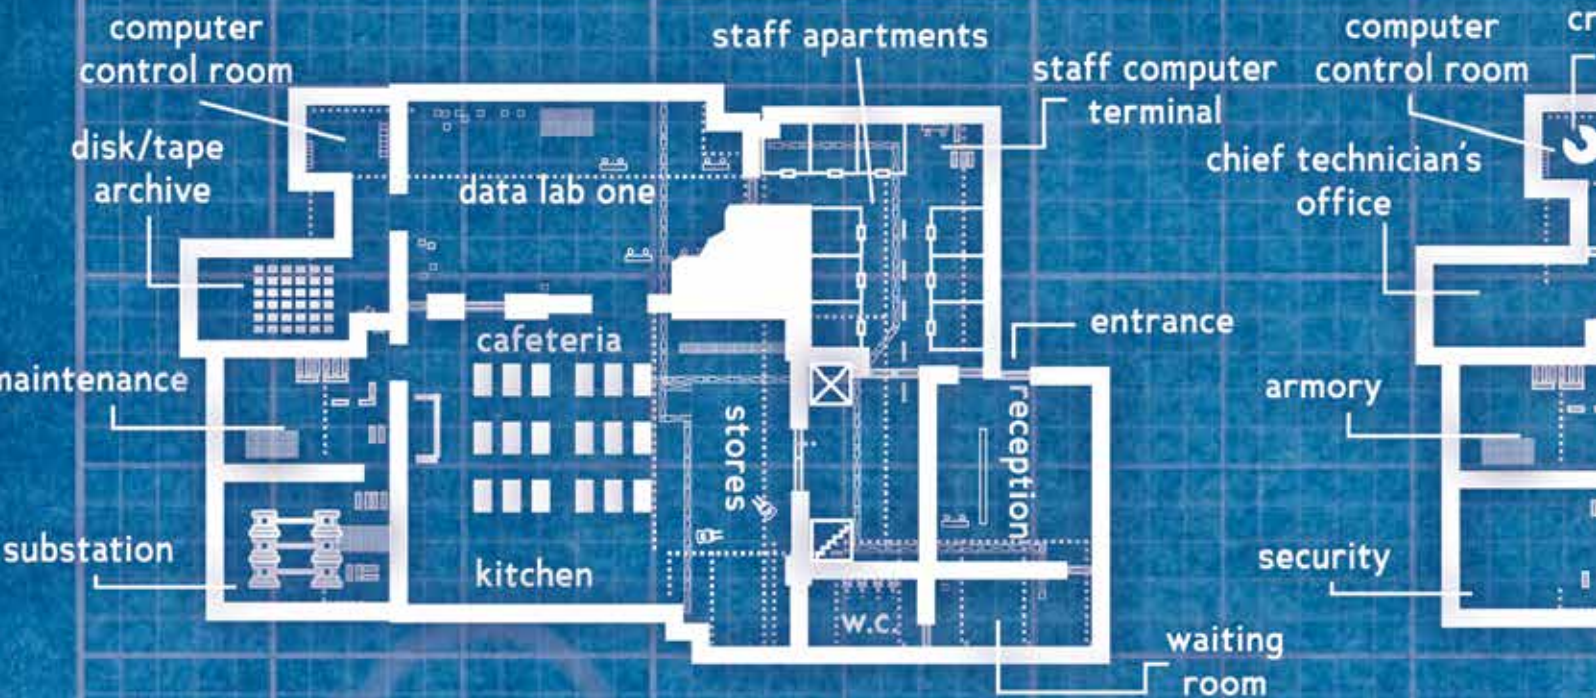 computer
control room
disk/tape
archive
data lab one
staff apartments
staff computer
terminal
cafeteria
maintenance
stores
reception
entrance
substation
kitchen
w.c.
waiting
room
computer
control room
chief technician's
office
armory
security